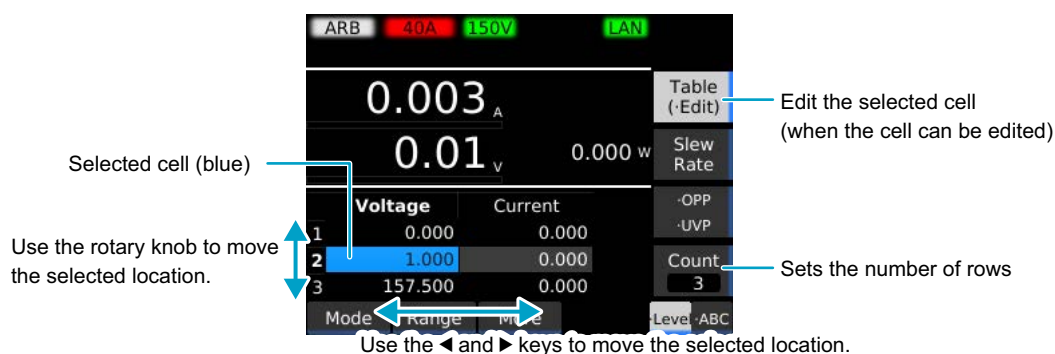 ARB 40A 150V LAN
0.003 A
Table
(·Edit)
Edit the selected cell
(when the cell can be edited)
0.01 V 0.000 W
Slew
Rate
Selected cell (blue)
Voltage Current
·OPP
·UVP
1 0.000 0.000
Use the rotary knob to move
the selected location.
2 1.000 0.000
Count
3
Sets the number of rows
3 157.500 0.000
Mode Range More
·Level ·ABC
Use the ◀ and ▶ keys to move the selected location.